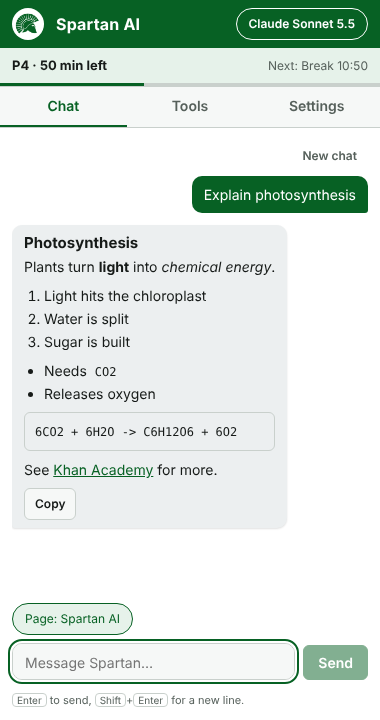 Spartan AI
Claude Sonnet 5.5
P4 · 50 min left
Next: Break 10:50
Chat
Tools
Settings
New chat
Explain photosynthesis
Photosynthesis
Plants turn light into chemical energy.
1. Light hits the chloroplast
2. Water is split
3. Sugar is built
• Needs CO2
• Releases oxygen
6CO2 + 6H2O -> C6H12O6 + 6O2
See Khan Academy for more.
Copy
Page: Spartan AI
Message Spartan...
Send
Enter to send, Shift+Enter for a new line.